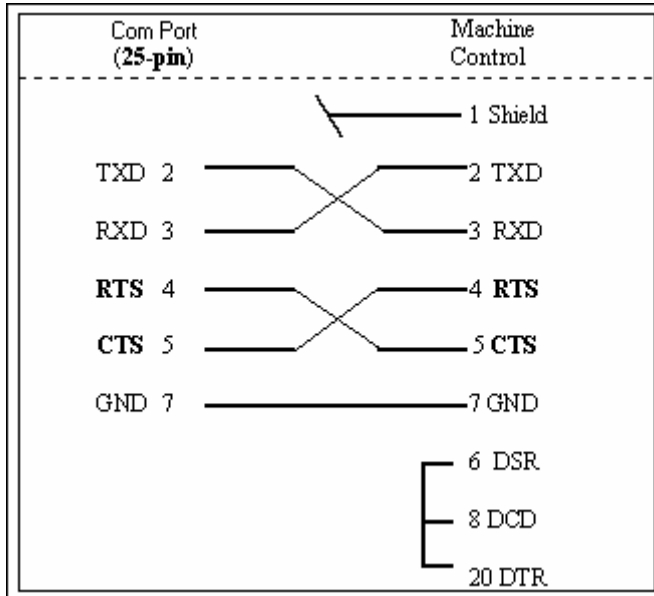 Com Port Machine
(25-pin) Control
1 Shield
TXD 2 2 TXD
RXD 3 3 RXD
RTS 4 4 RTS
CTS 5 5 CTS
GND 7 7 GND
6 DSR
8 DCD
20 DTR